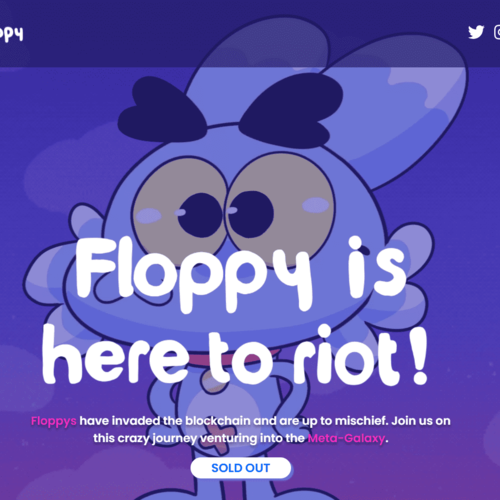 Floppy is
here to riot!
Floppys have invaded the blockchain and are up to mischief. Join us on
this crazy journey venturing into the Meta-Galaxy.
SOLD OUT